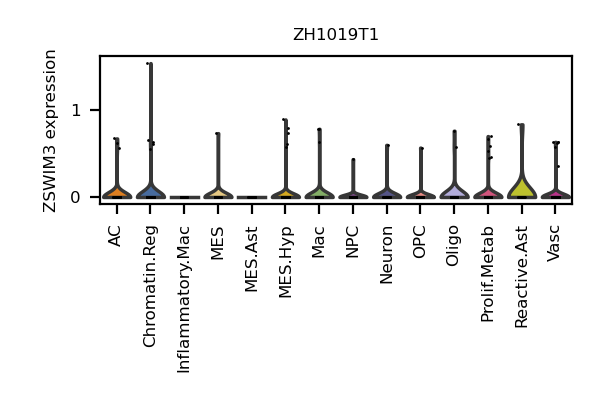 ZH1019T1
ZSWIM3 expression
1
0
AC
Chromatin.Reg
Inflammatory.Mac
MES
MES.Ast
MES.Hyp
Mac
NPC
Neuron
OPC
Oligo
Prolif.Metab
Reactive.Ast
Vasc